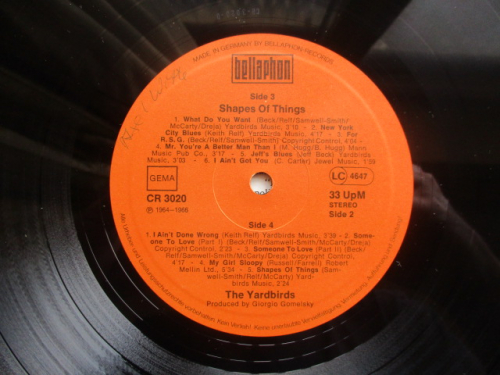 MADE IN GERMANY BY BELLAPHON RECORDS
bellaphon
Side 3
Shapes Of Things
1. What Do You Want (Beck/Relf/Samwell-Smith/
McCarty/Dreja) Yardbirds Music, 3'10 - 2. New York
City Blues (Keith Relf) Yardbirds Music, 4'15 - 3. For
R.S.G. (Beck/Relf/Samwell-Smith) Copyright Control, 4'54 -
4. Mr. You're A Better Man Than I (M. Hugg/B. Hugg) Mann
Music Pub Co., 3'17 - 5. Jeff's Blues (Jeff Beck) Yardbirds
Music, 3'03 - 6. I Ain't Got You (C. Carter) Jowel Music, 1'59
GEMA
LC 4647
CR 3020
33 UpM
STEREO
Side 2
℗ 1964-1966
Side 4
1. I Ain't Done Wrong (Keith Relf) Yardbirds Music, 3'39 - 2. Some-
one To Love (Part I) (Beck/Relf/Samwell-Smith/McCarty/Dreja)
Copyright Control, 2'22 - 3. Someone To Love (Part II) (Beck/
Relf/Samwell-Smith/McCarty/Dreja) Copyright Control,
4'17 - 4. My Girl Sloopy (Russell/Farrell) Robert
Mellin Ltd., 5'34 - 5. Shapes Of Things (Sam-
well-Smith/Relf/McCarty) Yard-
birds Music, 2'24
The Yardbirds
Produced by Giorgio Gomelsky